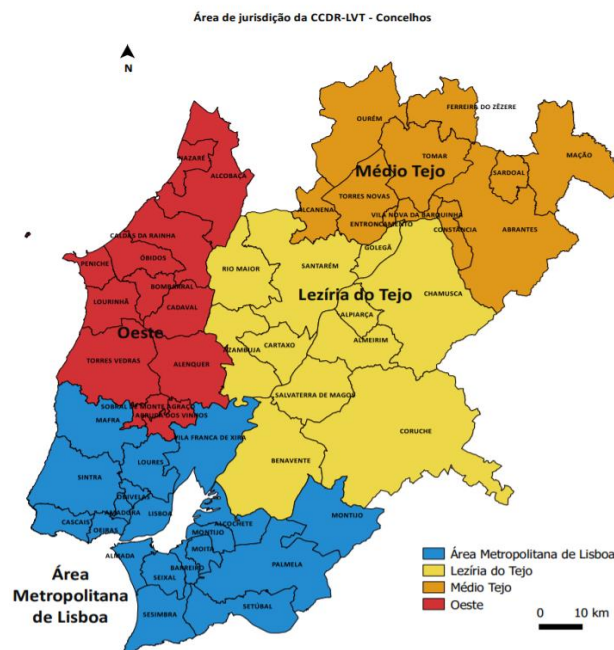 Área de jurisdição da CCDR-LVT - Concelhos
N
FERREIRA DO ZÊZERE
OURÉM
NAZARÉ
TOMAR
MAÇÃO
Médio Tejo
SARDOAL
ALCOBAÇA
TORRES NOVAS
ALCANENA
VILA NOVA DA BARQUINHA
ENTRONCAMENTO
CONSTÂNCIA
ABRANTES
CALDAS DA RAINHA
GOLEGÃ
ÓBIDOS
PENICHE
RIO MAIOR
SANTARÉM
BOMBARRAL
CHAMUSCA
LOURINHÃ
CADAVAL
Lezíria do Tejo
ALPIARÇA
Oeste
ALMEIRIM
CARTAXO
AZAMBUJA
TORRES VEDRAS
ALENQUER
SALVATERRA DE MAGOS
SOBRAL DE MONTE AGRAÇO
ARRUDA DOS VINHOS
MAFRA
CORUCHE
VILA FRANCA DE XIRA
BENAVENTE
LOURES
SINTRA
ODIVELAS
AMADORA
LISBOA
MONTIJO
CASCAIS
OEIRAS
ALCOCHETE
MONTIJO
MOITA
ALMADA
BARREIRO
PALMELA
SEIXAL
Área
Metropolitana
de Lisboa
SESIMBRA
SETÚBAL
Área Metropolitana de Lisboa
Lezíria do Tejo
Médio Tejo
Oeste
0 10 km